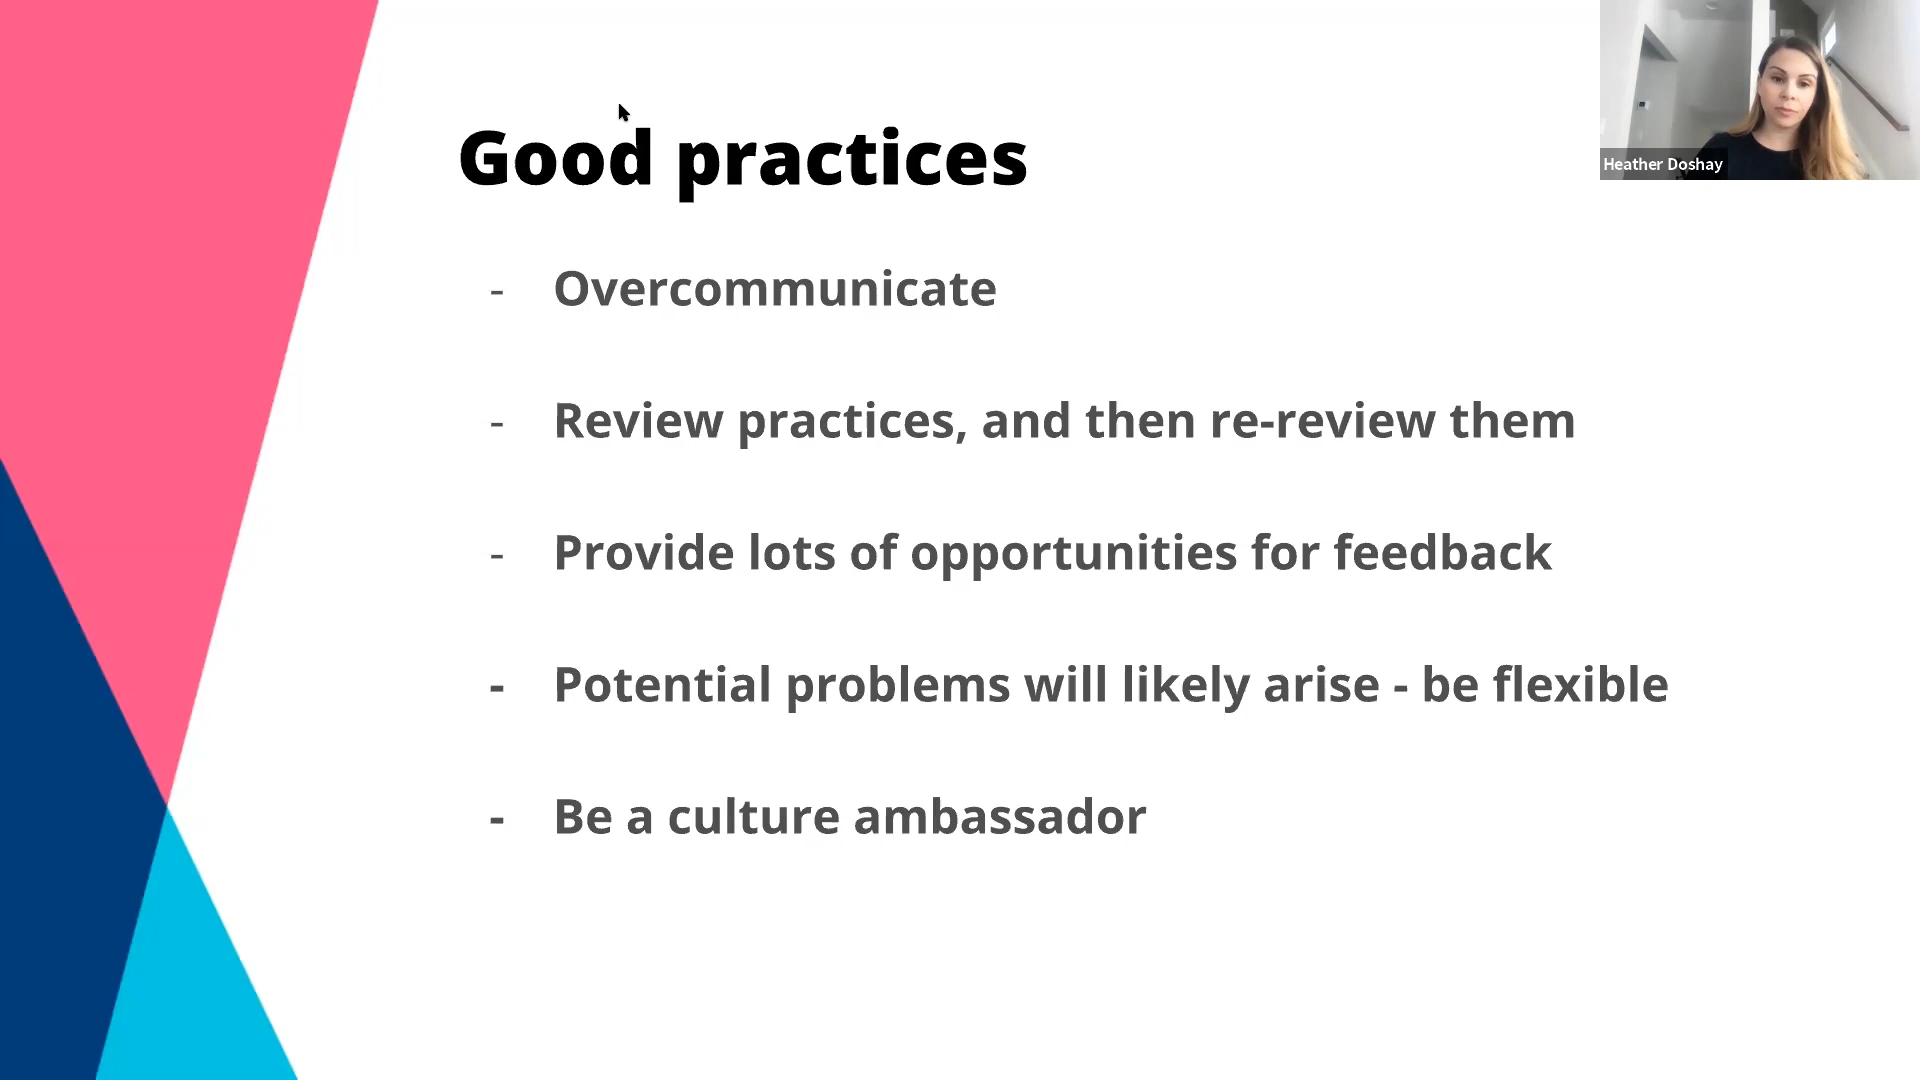 Good practices
Heather Doshay
- Overcommunicate
- Review practices, and then re-review them
- Provide lots of opportunities for feedback
- Potential problems will likely arise - be flexible
- Be a culture ambassador